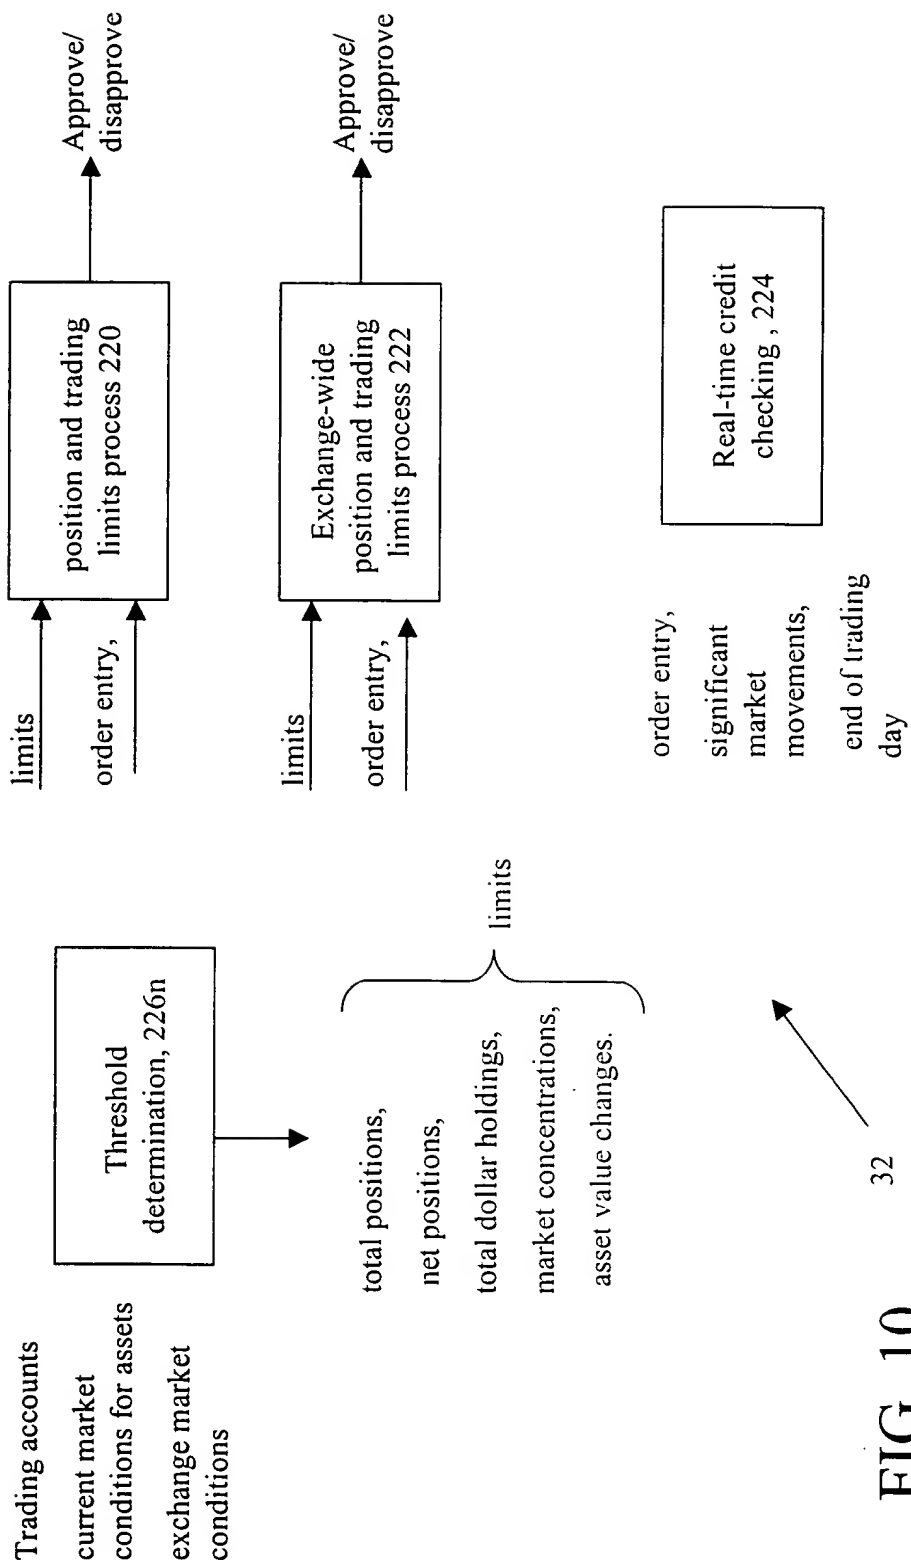 Trading accounts
current market
conditions for assets
exchange market
conditions
Threshold
determination, 226n
total positions,
net positions,
total dollar holdings,
market concentrations,
asset value changes.
limits
limits
order entry,
position and trading
limits process 220
Approve/
disapprove
limits
order entry,
Exchange-wide
position and trading
limits process 222
Approve/
disapprove
order entry,
significant
market
movements,
end of trading
day
Real-time credit
checking , 224
32
FIG. 10